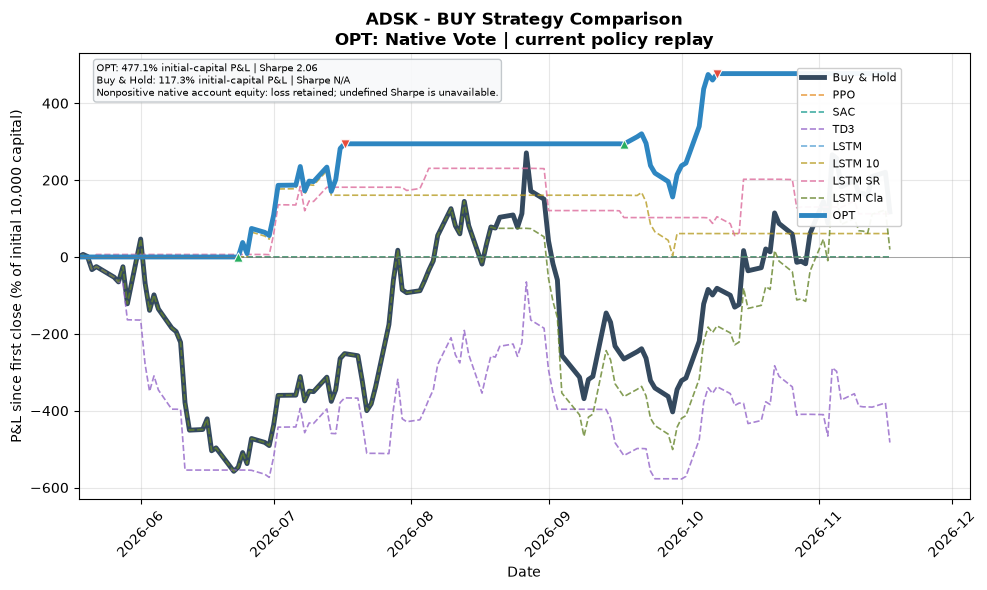 ADSK - BUY Strategy Comparison
OPT: Native Vote | current policy replay
OPT: 477.1% initial-capital P&L | Sharpe 2.06
Buy & Hold: 117.3% initial-capital P&L | Sharpe N/A
Nonpositive native account equity: loss retained; undefined Sharpe is unavailable.
Buy & Hold
PPO
SAC
TD3
LSTM
LSTM 10
LSTM SR
LSTM Cla
OPT
P&L since first close (% of initial 10,000 capital)
400
200
0
−200
−400
−600
2026-06
2026-07
2026-08
2026-09
2026-10
2026-11
2026-12
Date